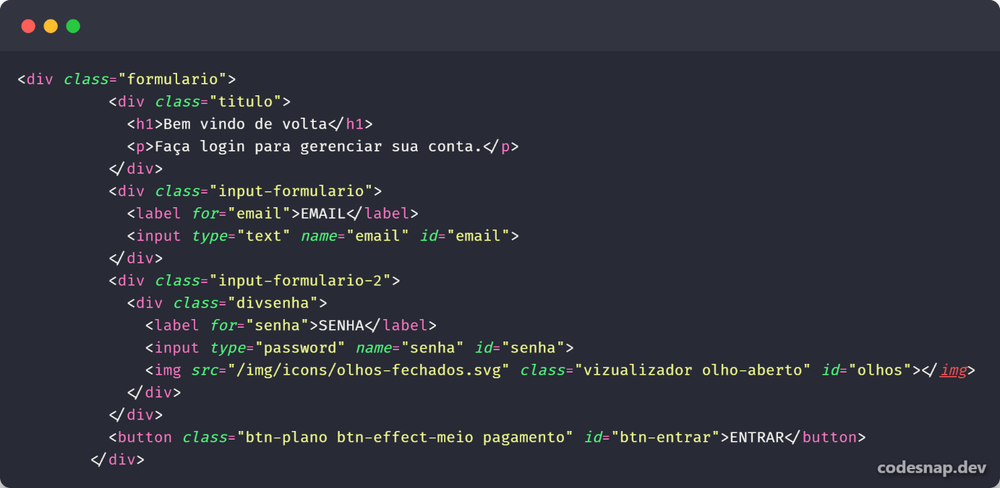 <div class="formulario">
<div class="titulo">
<h1>Bem vindo de volta</h1>
<p>Faça login para gerenciar sua conta.</p>
</div>
<div class="input-formulario">
<label for="email">EMAIL</label>
<input type="text" name="email" id="email">
</div>
<div class="input-formulario-2">
<div class="divsenha">
<label for="senha">SENHA</label>
<input type="password" name="senha" id="senha">
<img src="/img/icons/olhos-fechados.svg" class="vizualizador olho-aberto" id="olhos"></img>
</div>
</div>
<button class="btn-plano btn-effect-meio pagamento" id="btn-entrar">ENTRAR</button>
</div>
codesnap.dev